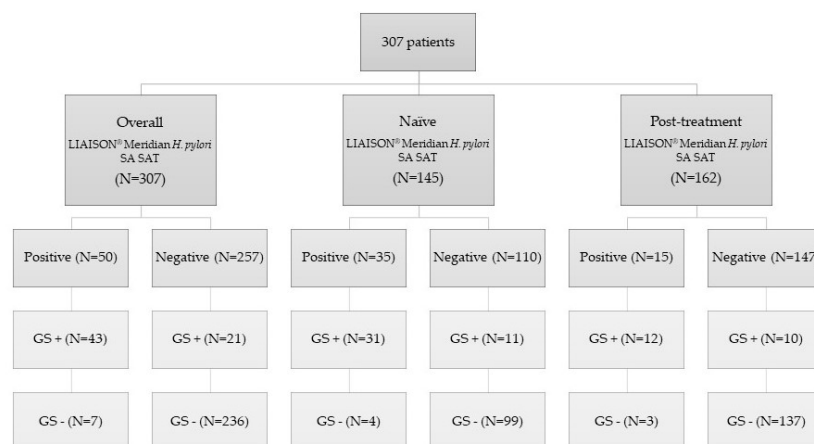 307 patients
Overall
LIAISON® Meridian H. pylori
SA SAT
(N=307)
Naïve
LIAISON® Meridian H. pylori
SA SAT
(N=145)
Post-treatment
LIAISON® Meridian H. pylori
SA SAT
(N=162)
Positive (N=50)
Negative (N=257)
Positive (N=35)
Negative (N=110)
Positive (N=15)
Negative (N=147
GS + (N=43)
GS + (N=21)
GS + (N=31)
GS + (N=11)
GS + (N=12)
GS + (N=10)
GS - (N=7)
GS - (N=236)
GS - (N=4)
GS - (N=99)
GS - (N=3)
GS - (N=137)